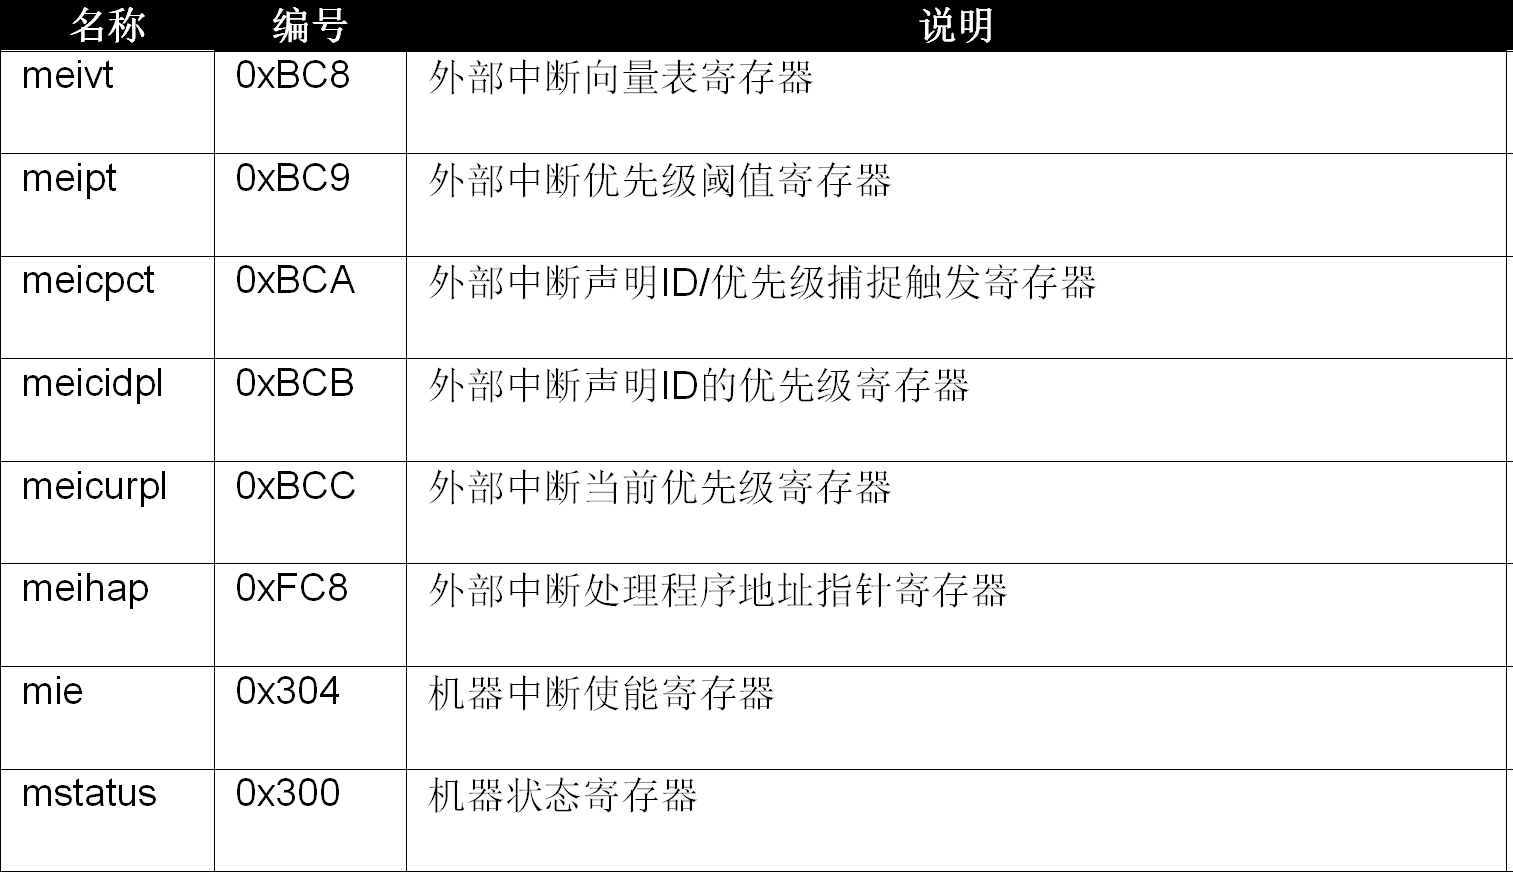 名称 编号 说明
meivt 0xBC8 外部中断向量表寄存器
meipt 0xBC9 外部中断优先级阈值寄存器
meicpct 0xBCA 外部中断声明ID/优先级捕捉触发寄存器
meicidpl 0xBCB 外部中断声明ID的优先级寄存器
meicurpl 0xBCC 外部中断当前优先级寄存器
meihap 0xFC8 外部中断处理程序地址指针寄存器
mie 0x304 机器中断使能寄存器
mstatus 0x300 机器状态寄存器